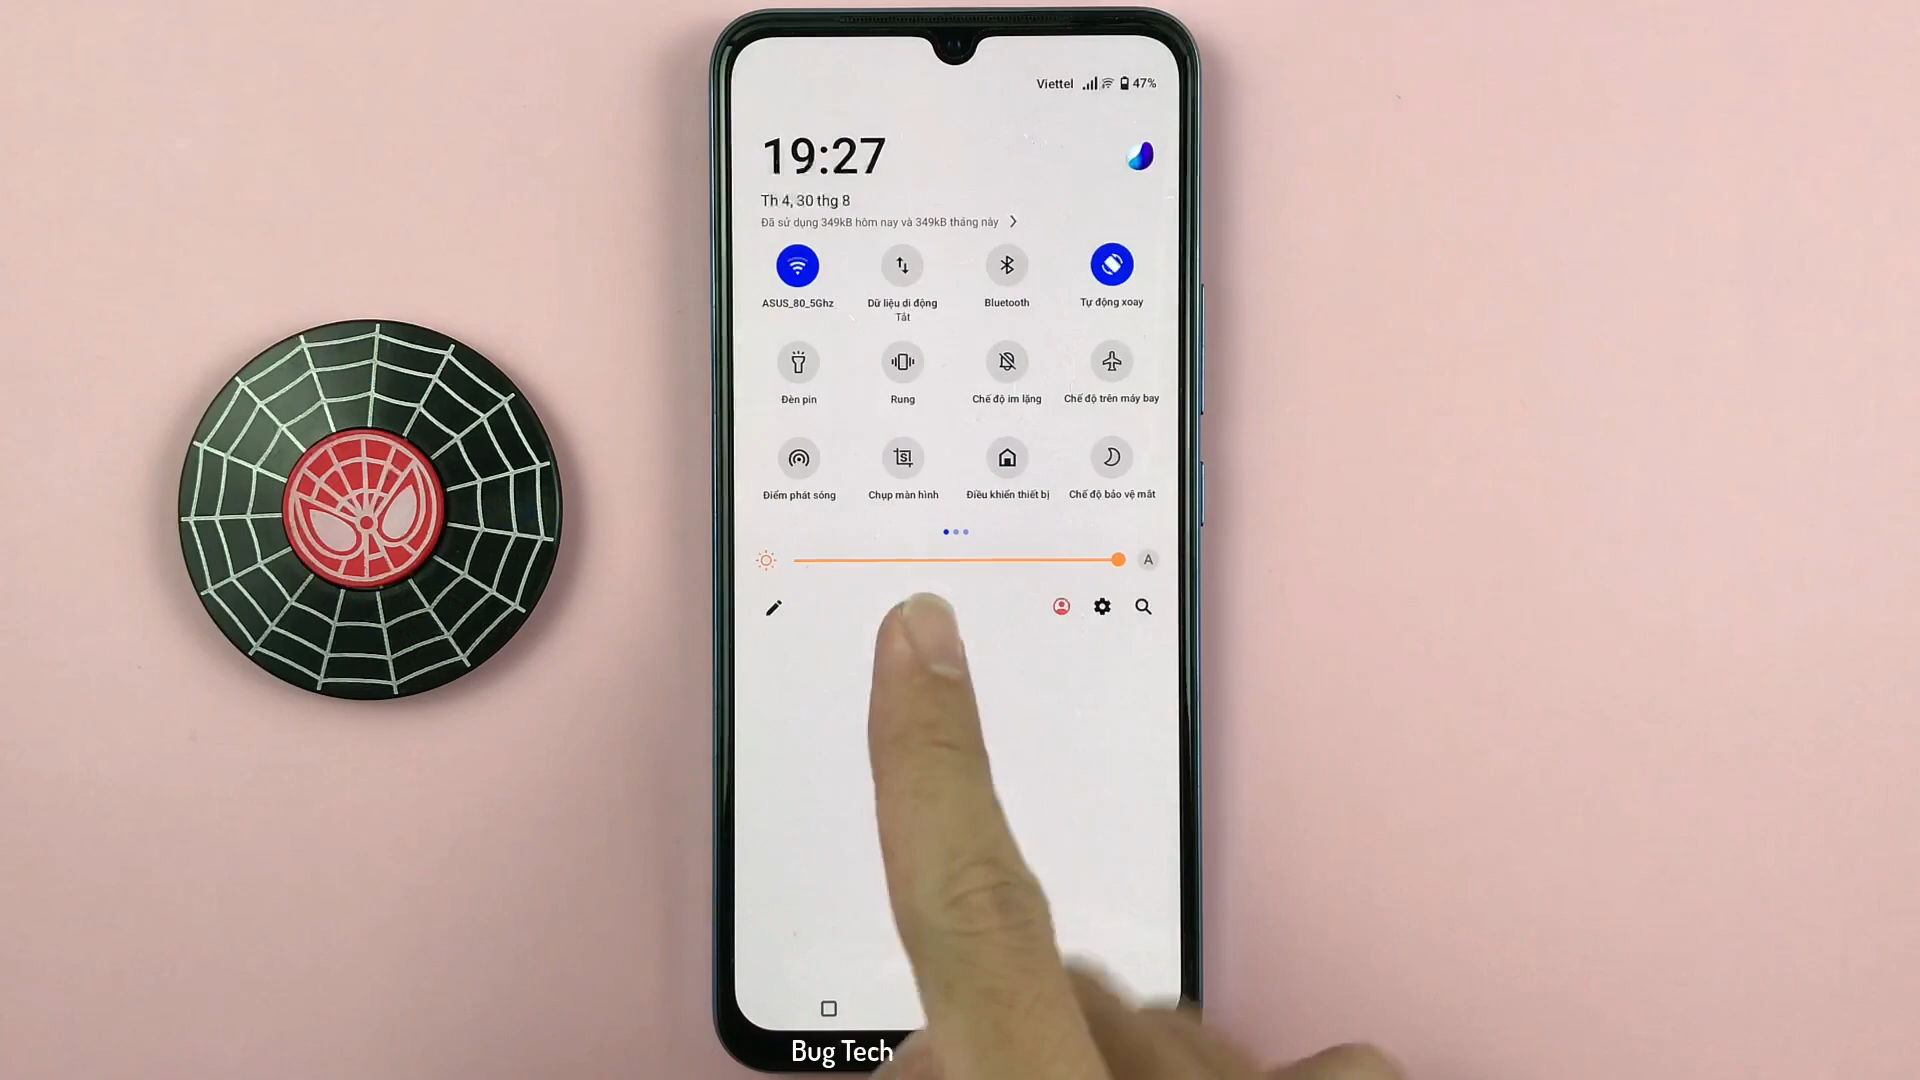 Viettel 47%
19:27
Th 4, 30 thg 8
Đã sử dụng 349kB hôm nay và 349kB tháng này
ASUS_80_5Ghz
Dữ liệu di động
Tắt
Bluetooth
Tự động xoay
Đèn pin
Rung
Chế độ im lặng
Chế độ trên máy bay
Điểm phát sóng
Chụp màn hình
Điều khiển thiết bị
Chế độ bảo vệ mắt
A
Bug Tech